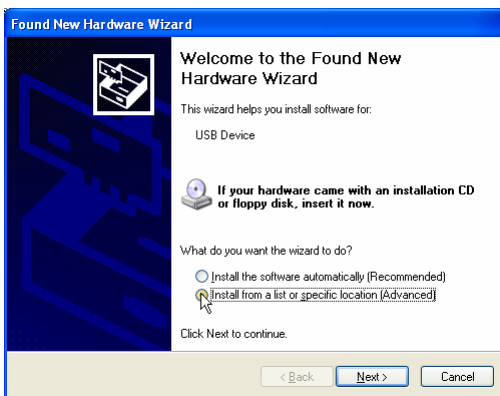 Found New Hardware Wizard
Welcome to the Found New
Hardware Wizard
This wizard helps you install software for:
USB Device
If your hardware came with an installation CD
or floppy disk, insert it now.
What do you want the wizard to do?
Install the software automatically (Recommended)
Install from a list or specific location (Advanced)
Click Next to continue.
< Back
Next >
Cancel